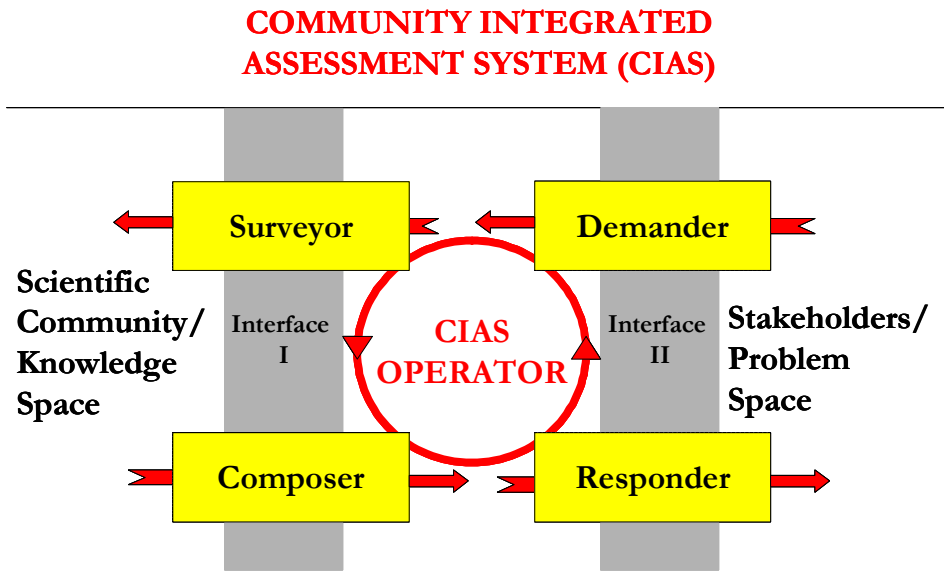 COMMUNITY INTEGRATED
ASSESSMENT SYSTEM (CIAS)
Surveyor
Demander
Scientific
Community/
Knowledge
Space
Interface
I
CIAS
OPERATOR
Interface
II
Stakeholders/
Problem
Space
Composer
Responder